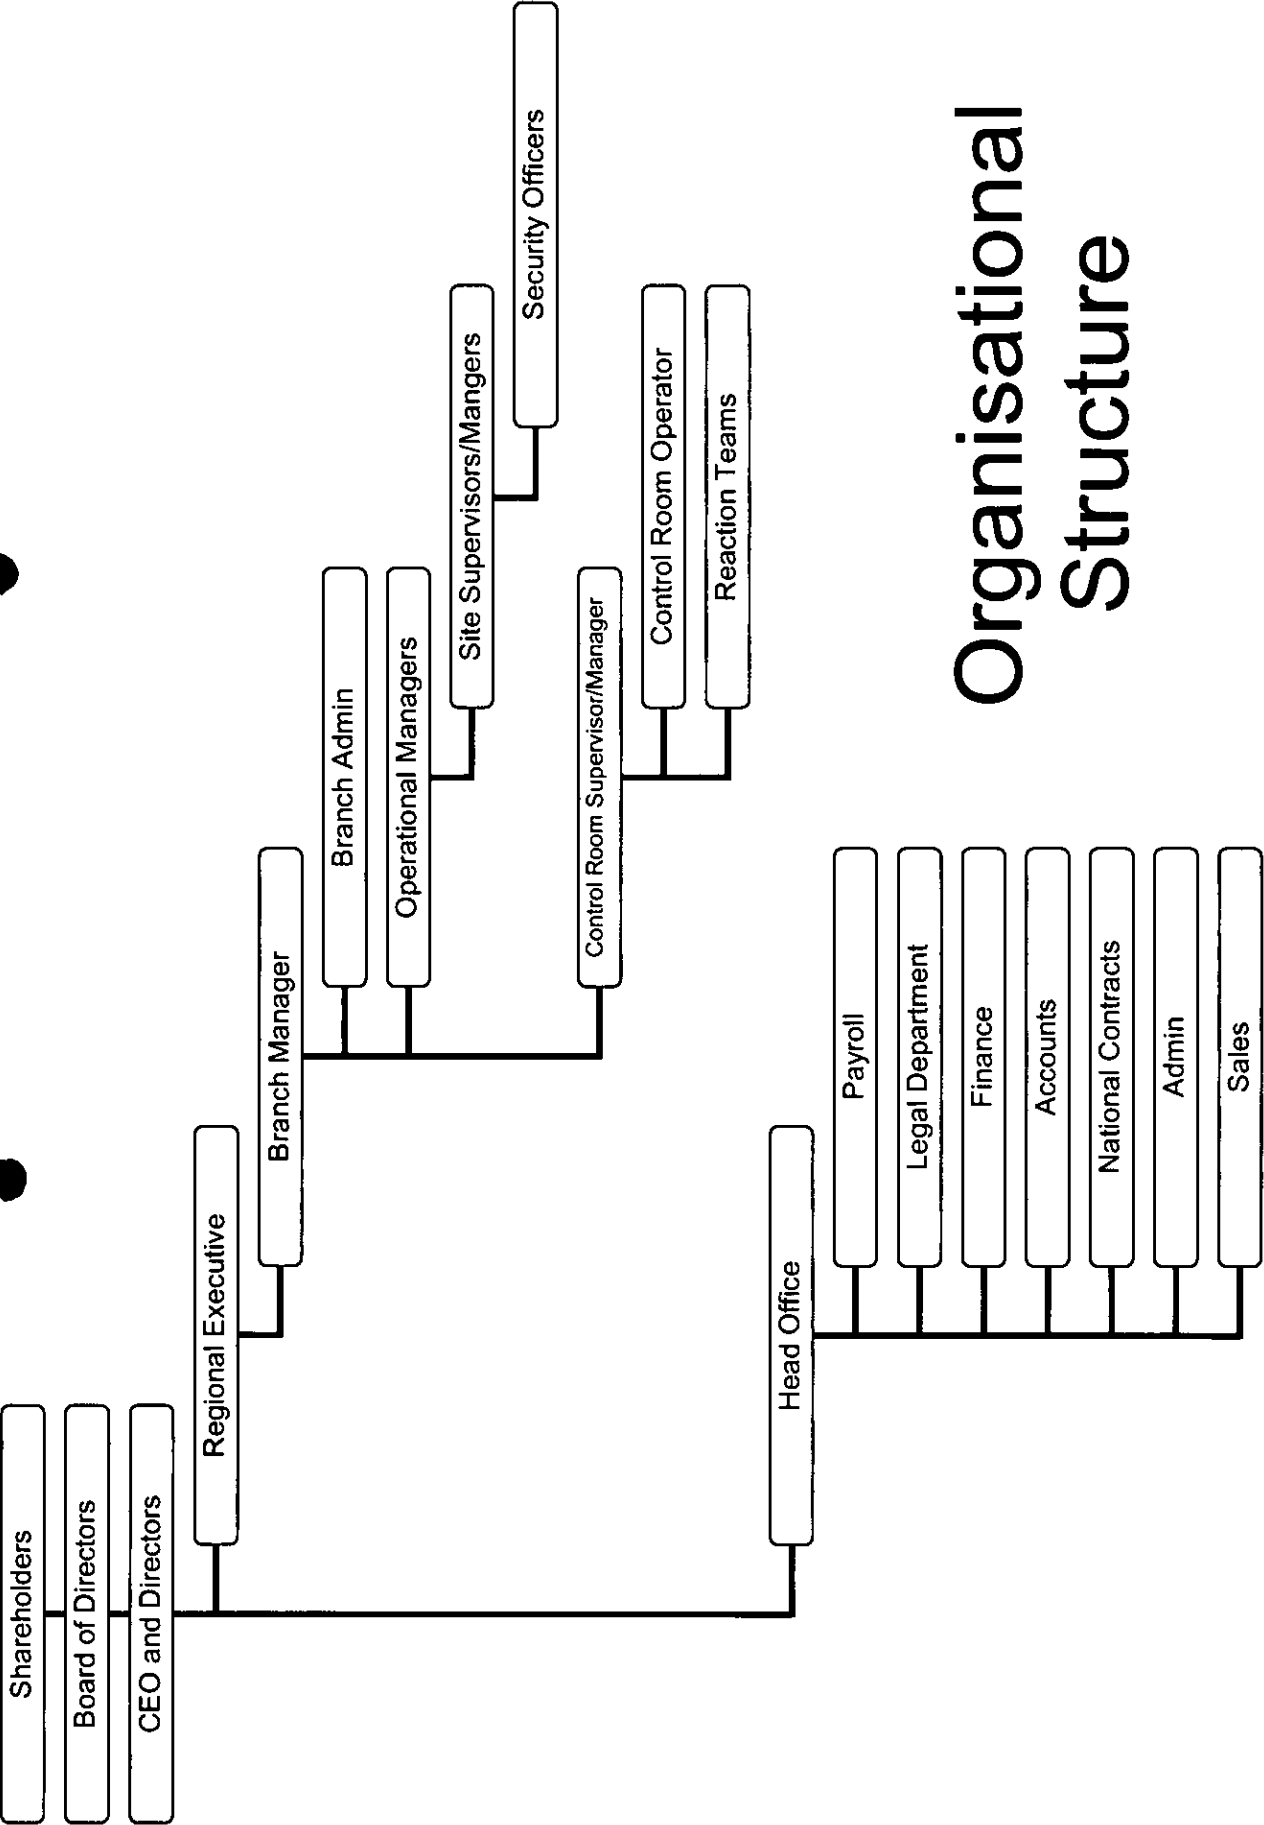 Shareholders
Board of Directors
CEO and Directors
Regional Executive
Branch Manager
Branch Admin
Operational Managers
Site Supervisors/Mangers
Security Officers
Control Room Supervisor/Manager
Control Room Operator
Reaction Teams
Head Office
Payroll
Legal Department
Finance
Accounts
National Contracts
Admin
Sales
Organisational
Structure